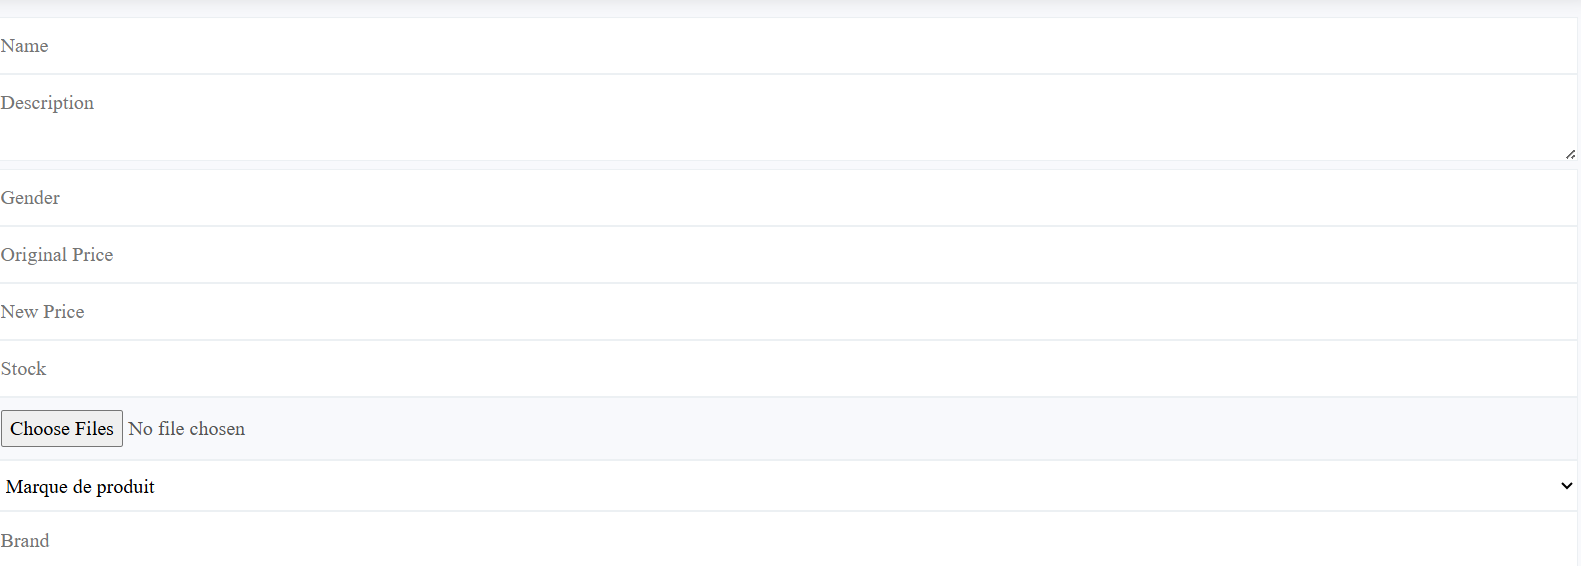 Name
Description
Gender
Original Price
New Price
Stock
Choose Files No file chosen
Marque de produit
Brand